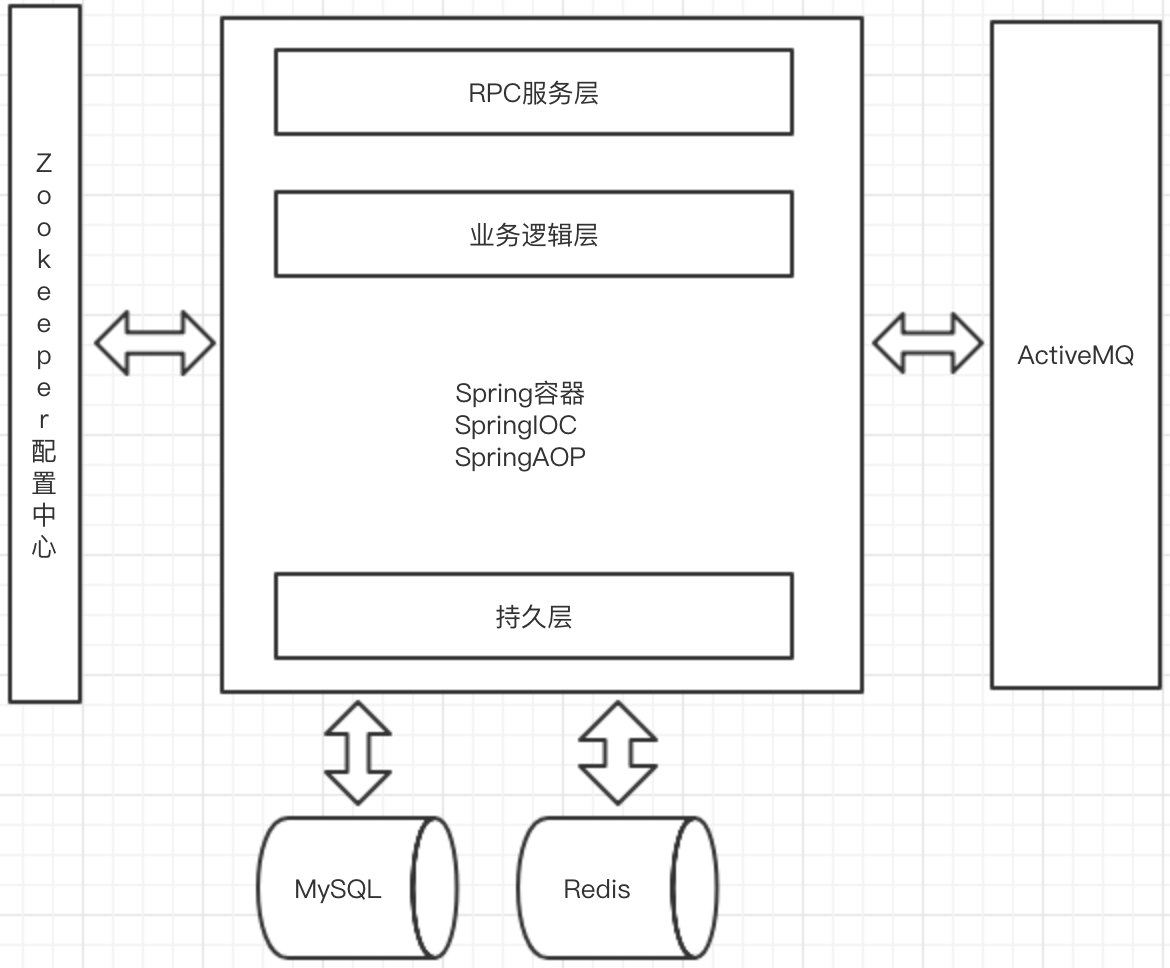 Zookeeper配置中心
RPC服务层
业务逻辑层
Spring容器
SpringIOC
SpringAOP
持久层
ActiveMQ
MySQL
Redis